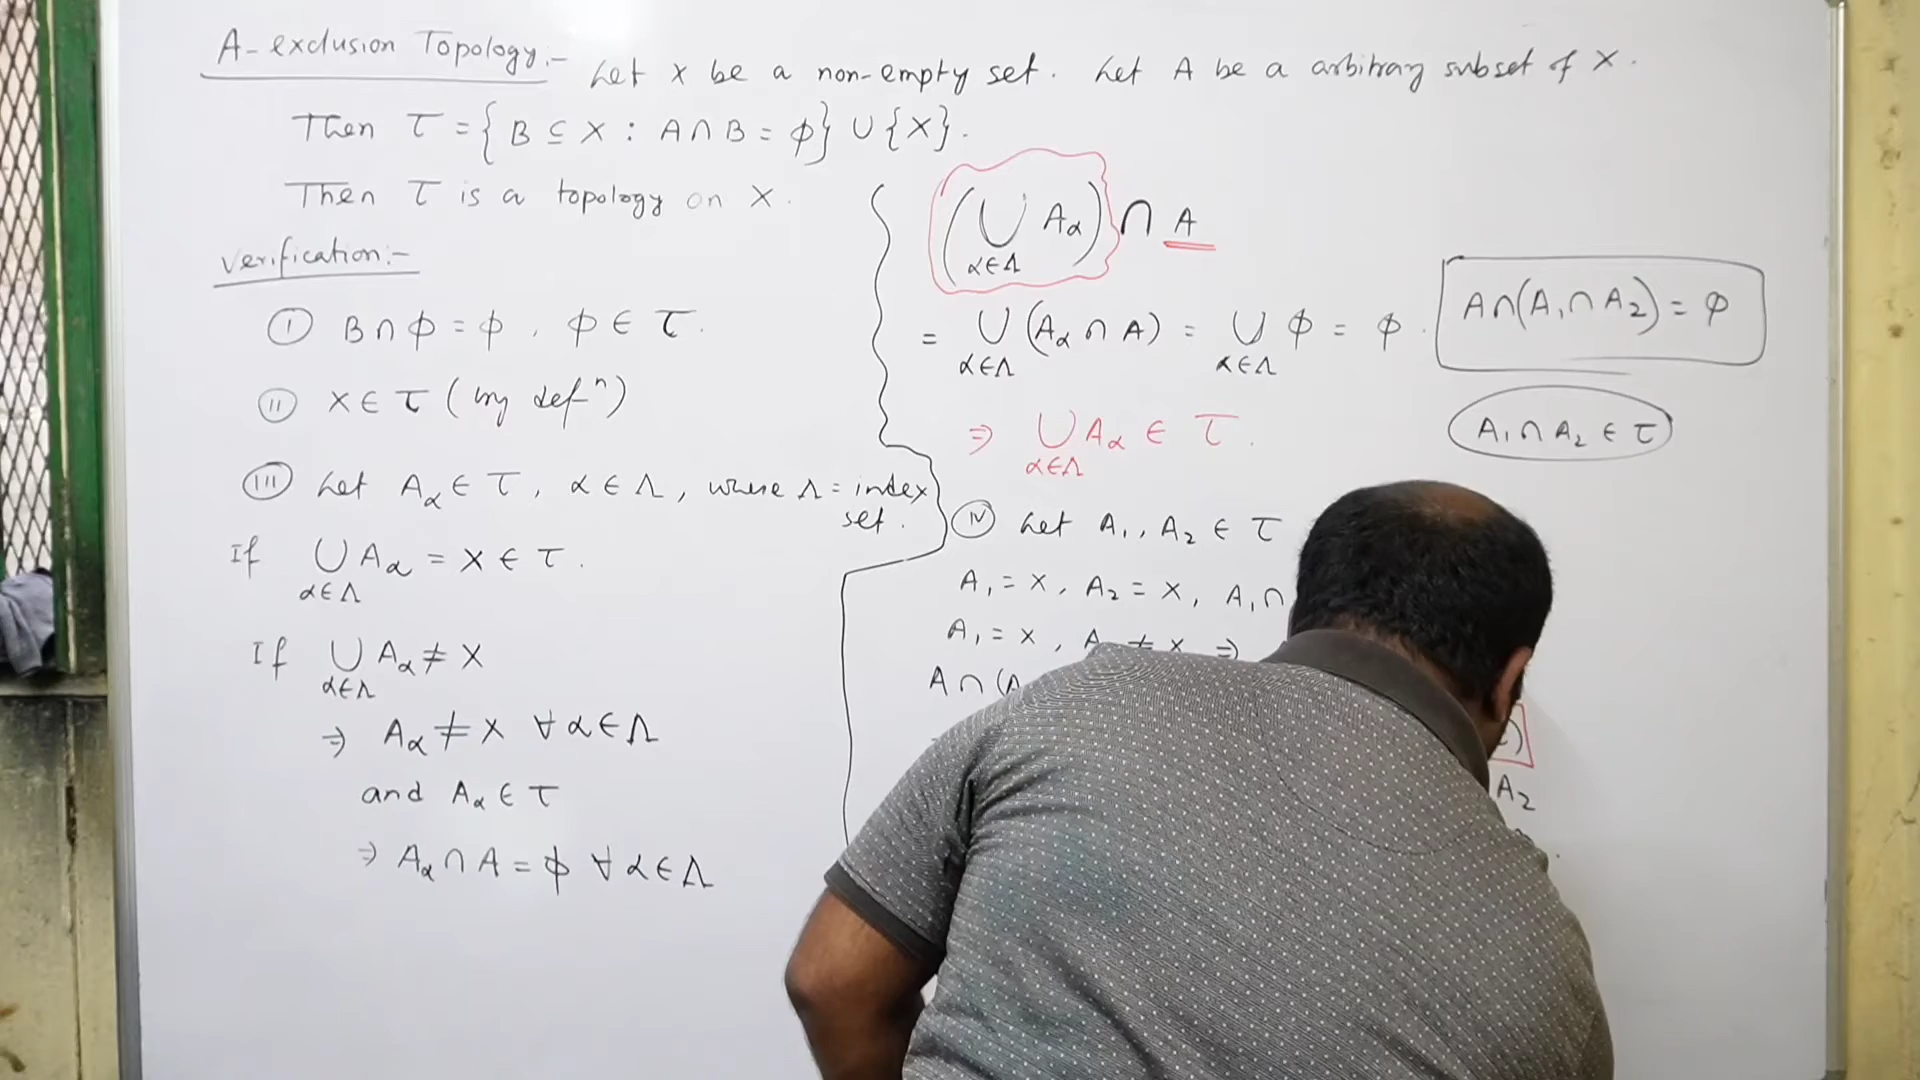 A-exclusion Topology:- Let X be a non-empty set. Let A be a arbitrary subset of X.
Then τ = { B ⊆ X : A ∩ B = φ } ∪ {X}.
Then τ is a topology on X.
Verification:-
(I) B ∩ φ = φ, φ ∈ τ.
(II) X ∈ τ (by defⁿ)
(III) Let Aα ∈ τ, α ∈ Λ, where Λ = index
set.
If ∪ Aα = X ∈ τ.
α∈Λ
If ∪ Aα ≠ X
α∈Λ
⇒ Aα ≠ X ∀ α ∈ Λ
and Aα ∈ τ
⇒ Aα ∩ A = φ ∀ α ∈ Λ
(∪ Aα) ∩ A
α∈Λ
= ∪ (Aα ∩ A) = ∪ φ = φ.
α∈Λ α∈Λ
⇒ ∪ Aα ∈ τ.
α∈Λ
A∩(A₁∩A₂) = φ
A₁∩A₂ ∈ τ
(IV) Let A₁, A₂ ∈ τ
A₁ = X, A₂ = X, A₁ ∩
A₁ = X, A ≠ X ⇒
A ∩ (A
A₂